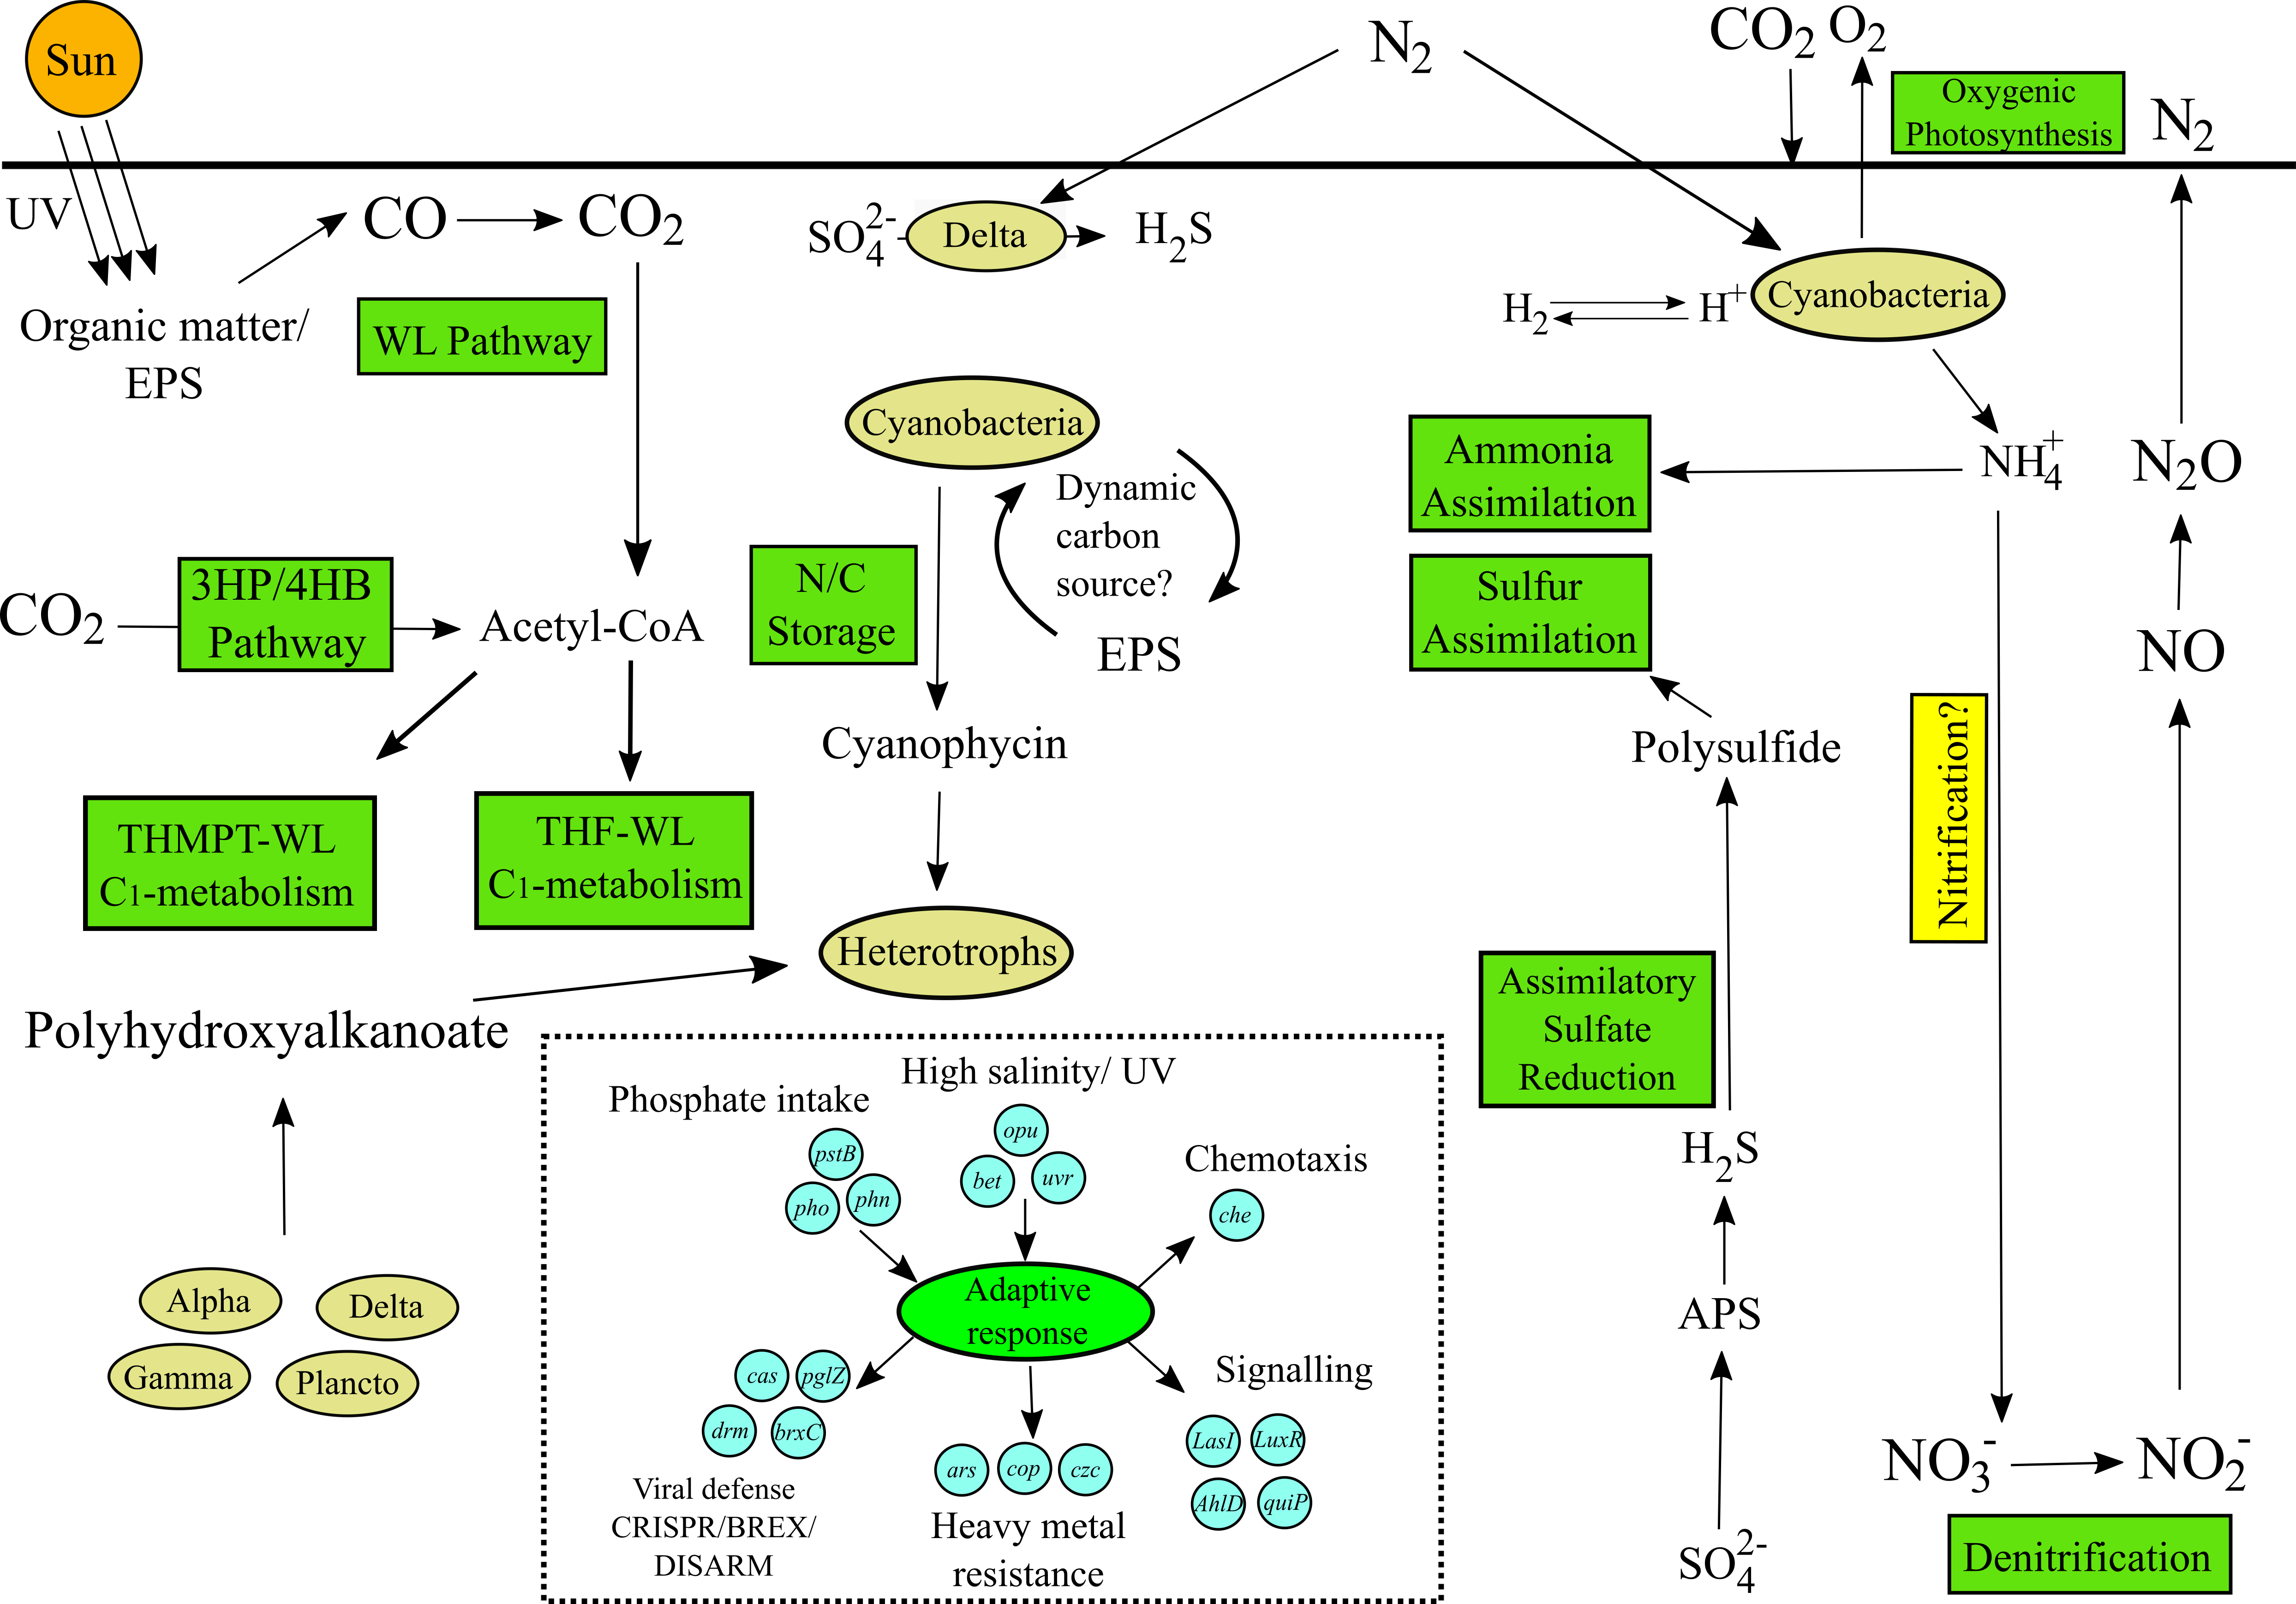 Sun
UV
Organic matter/
EPS
CO
CO2
WL Pathway
CO2
3HP/4HB
Pathway
Acetyl-CoA
THMPT-WL
C1-metabolism
THF-WL
C1-metabolism
Polyhydroxyalkanoate
Alpha
Delta
Gamma
Plancto
N2
SO4 2-
Delta
H2S
Cyanobacteria
Dynamic
carbon
source?
EPS
N/C
Storage
Cyanophycin
Heterotrophs
CO2
O2
Oxygenic
Photosynthesis
N2
H2
H+
Cyanobacteria
NH4+
N2O
Ammonia
Assimilation
Sulfur
Assimilation
NO
Polysulfide
Nitrification?
Assimilatory
Sulfate
Reduction
H2S
APS
SO4 2-
NO3-
NO2-
Denitrification
High salinity/ UV
Phosphate intake
opu
pstB
Chemotaxis
bet
uvr
pho
phn
che
Adaptive
response
Signalling
cas
pglZ
drm
brxC
LasI
LuxR
ars
cop
czc
AhlD
quiP
Viral defense
CRISPR/BREX/
DISARM
Heavy metal
resistance